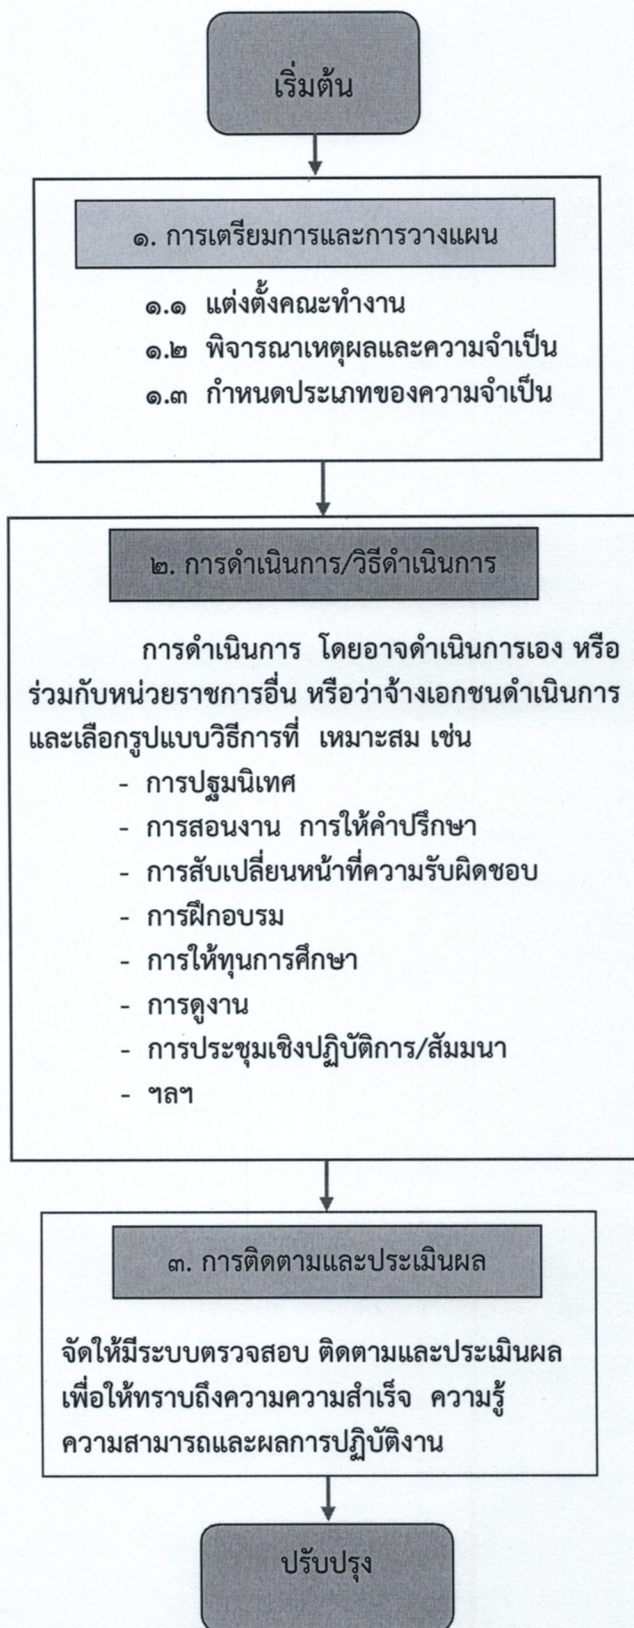 เริ่มต้น
๑. การเตรียมการและการวางแผน
๑.๑ แต่งตั้งคณะทำงาน
๑.๒ พิจารณาเหตุผลและความจำเป็น
๑.๓ กำหนดประเภทของความจำเป็น
๒. การดำเนินการ/วิธีดำเนินการ
การดำเนินการ โดยอาจดำเนินการเอง หรือ
ร่วมกับหน่วยราชการอื่น หรือว่าจ้างเอกชนดำเนินการ
และเลือกรูปแบบวิธีการที่ เหมาะสม เช่น
- การปฐมนิเทศ
- การสอนงาน การให้คำปรึกษา
- การสับเปลี่ยนหน้าที่ความรับผิดชอบ
- การฝึกอบรม
- การให้ทุนการศึกษา
- การดูงาน
- การประชุมเชิงปฏิบัติการ/สัมมนา
- ฯลฯ
๓. การติดตามและประเมินผล
จัดให้มีระบบตรวจสอบ ติดตามและประเมินผล
เพื่อให้ทราบถึงความความสำเร็จ ความรู้
ความสามารถและผลการปฏิบัติงาน
ปรับปรุง